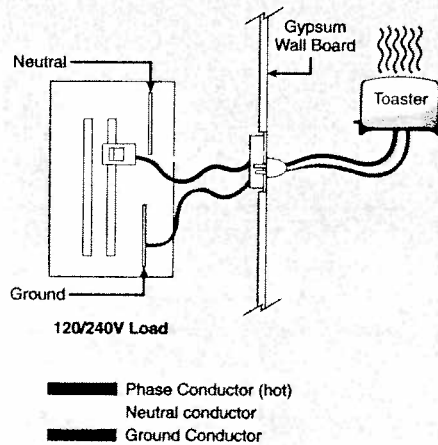 Gypsum
Wall Board
Neutral
Toaster
Ground
120/240V Load
Phase Conductor (hot)
Neutral conductor
Ground Conductor